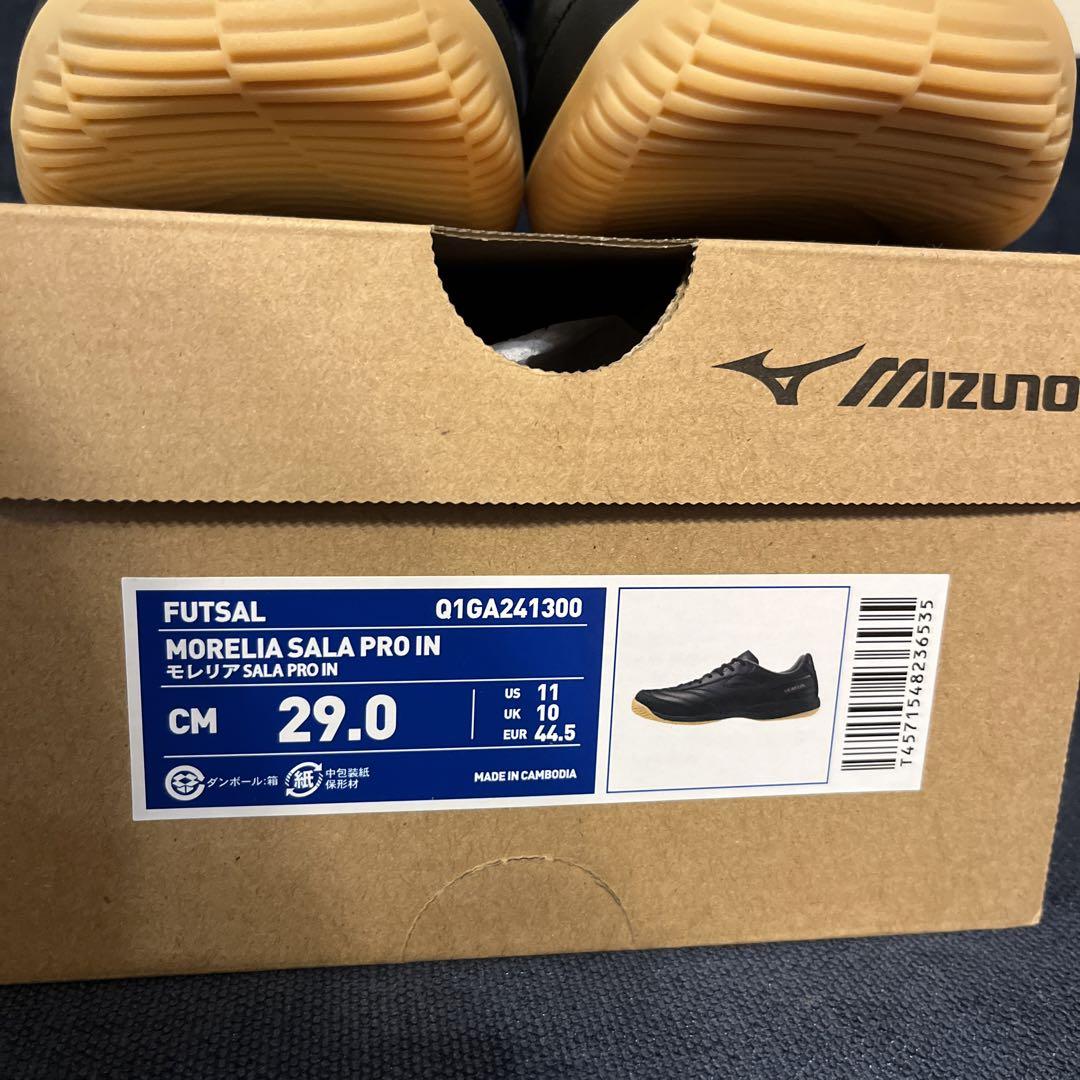 MIZUNO
FUTSAL Q1GA241300
MORELIA SALA PRO IN
モレリア SALA PRO IN
CM 29.0
US 11
UK 10
EUR 44.5
ダンボール:箱
紙
中包装紙
保形材
MADE IN CAMBODIA
T4571548236535